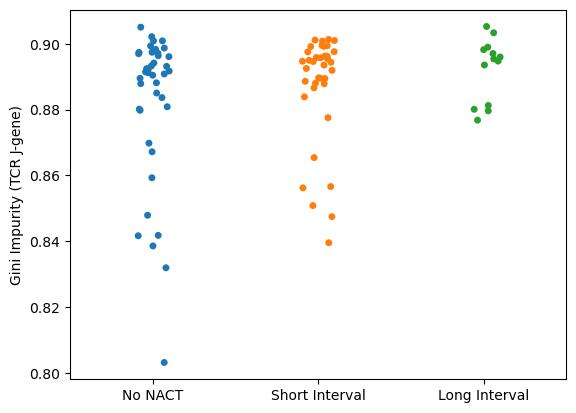 Gini Impurity (TCR J-gene)
0.90
0.88
0.86
0.84
0.82
0.80
No NACT
Short Interval
Long Interval